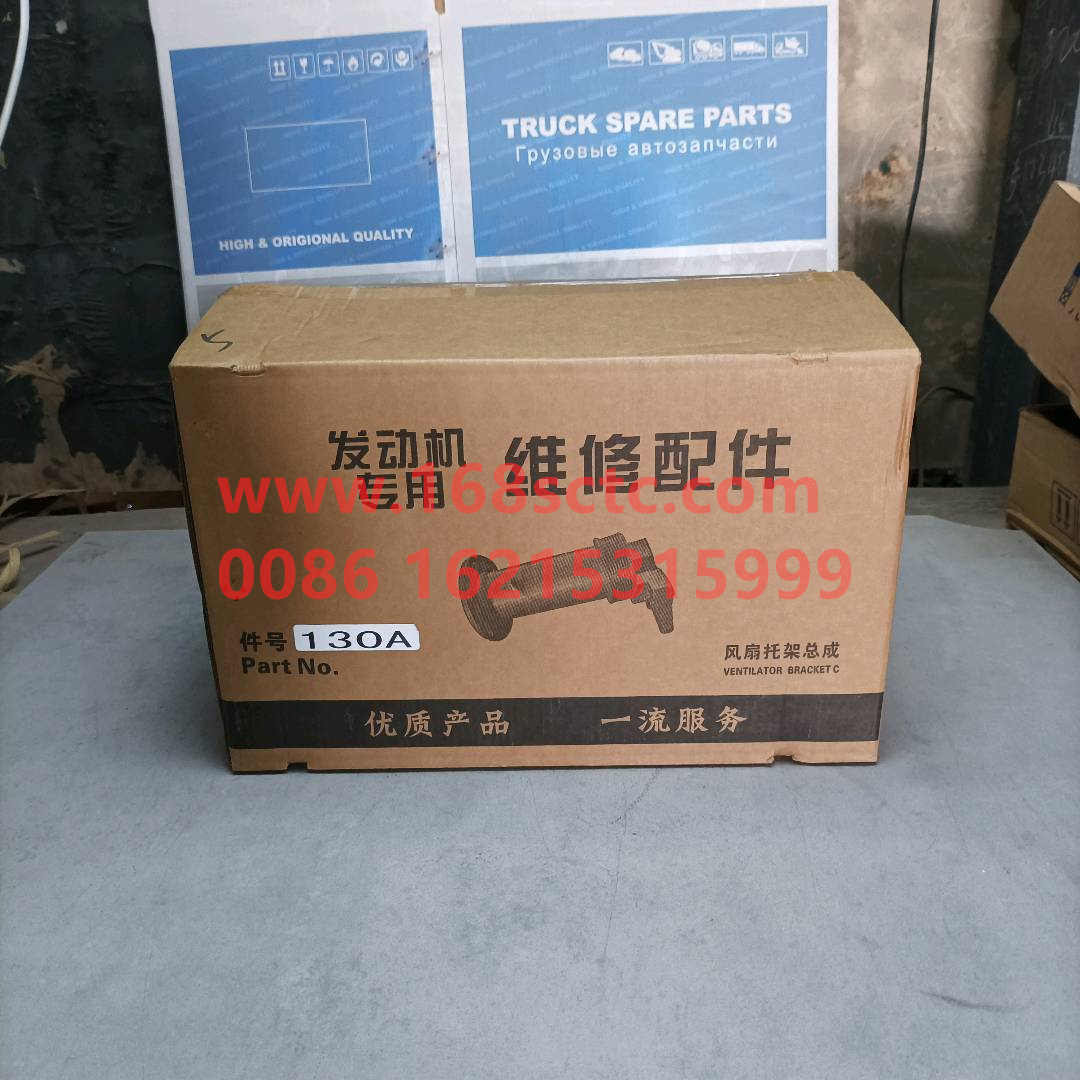 TRUCK SPARE PARTS
Грузовые автозапчасти
HIGH & ORIGIONAL QUALITY
发动机
专用
维修配件
www.168sctc.com
0086 16215315999
件号 130A
Part No.
风扇托架总成
VENTILATOR BRACKET C
优质产品 一流服务